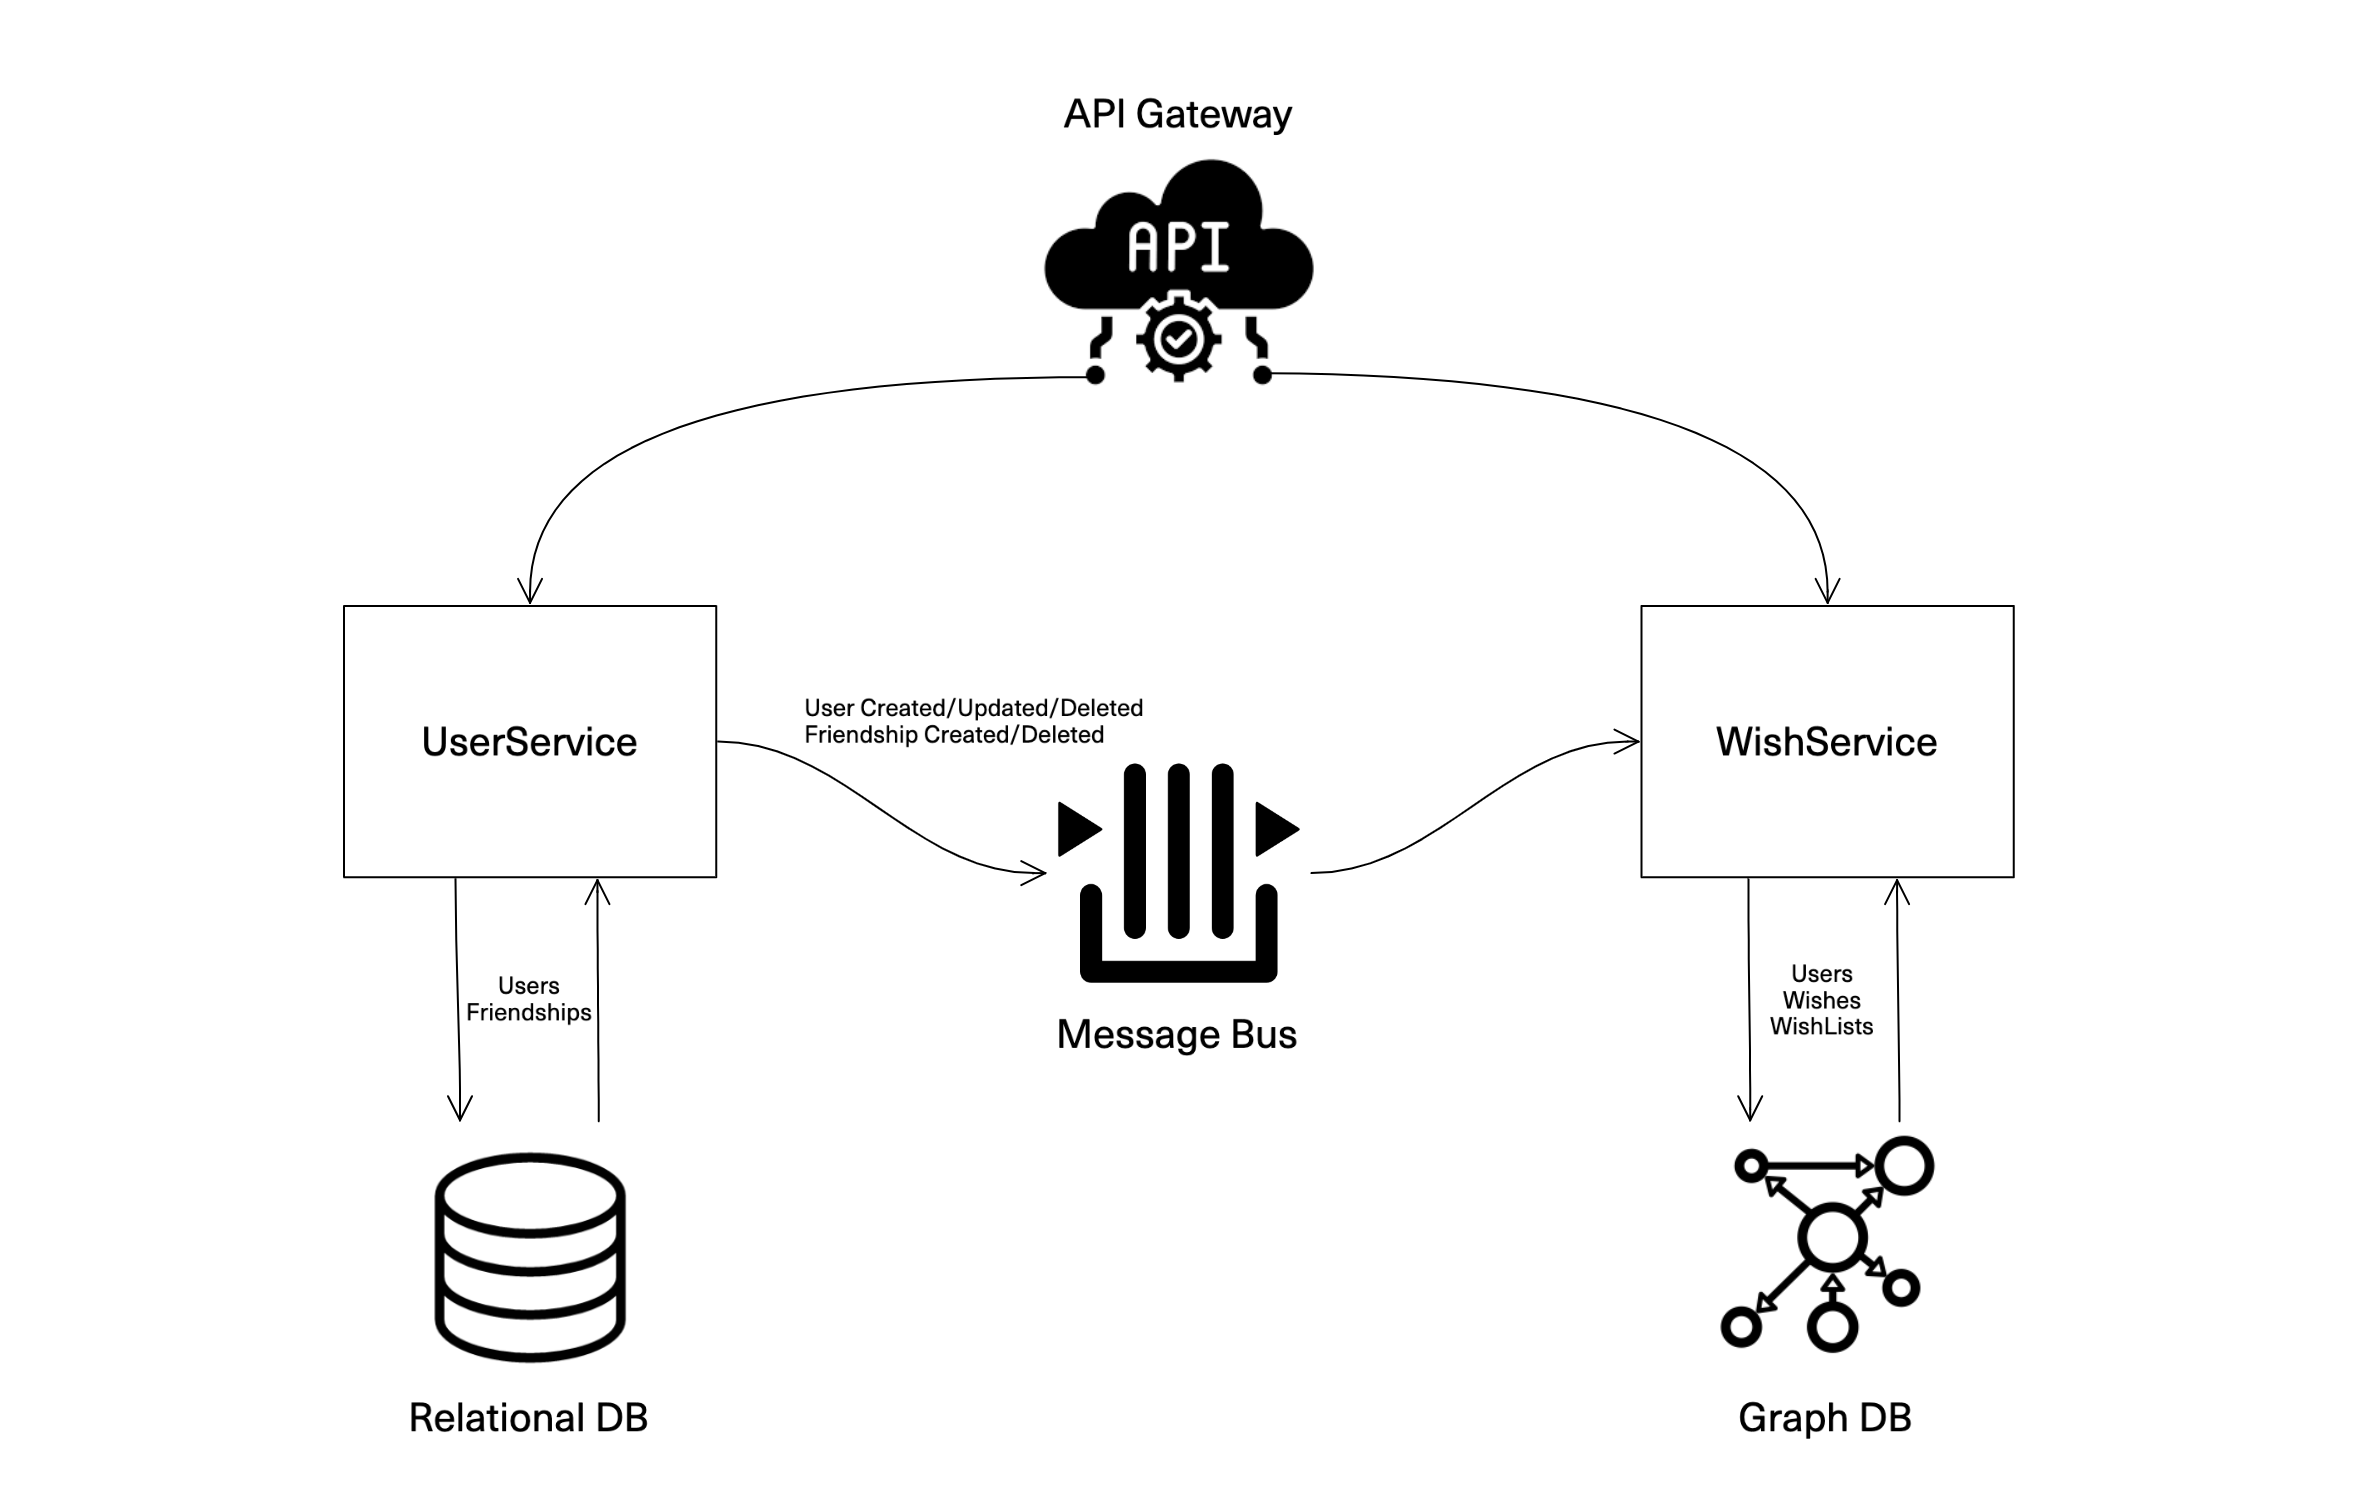 API Gateway
API
User Created/Updated/Deleted
Friendship Created/Deleted
UserService
WishService
Users
Friendships
Users
Wishes
WishLists
Message Bus
Relational DB
Graph DB